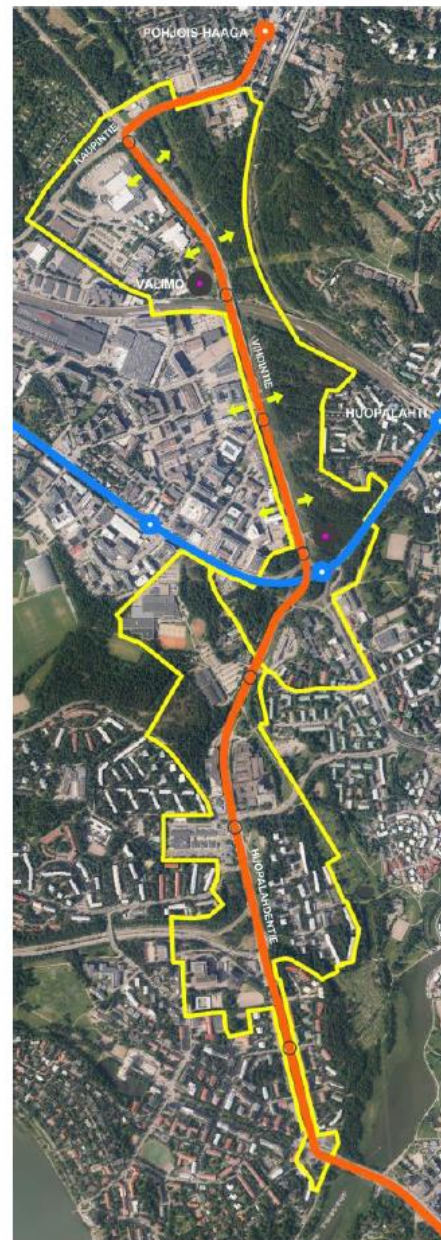 POHJOIS-HAAGA
KAUPINTIE
VALIMO
VIHDINTIE
HUOPALAHTI
HUOPALAHDENTIE